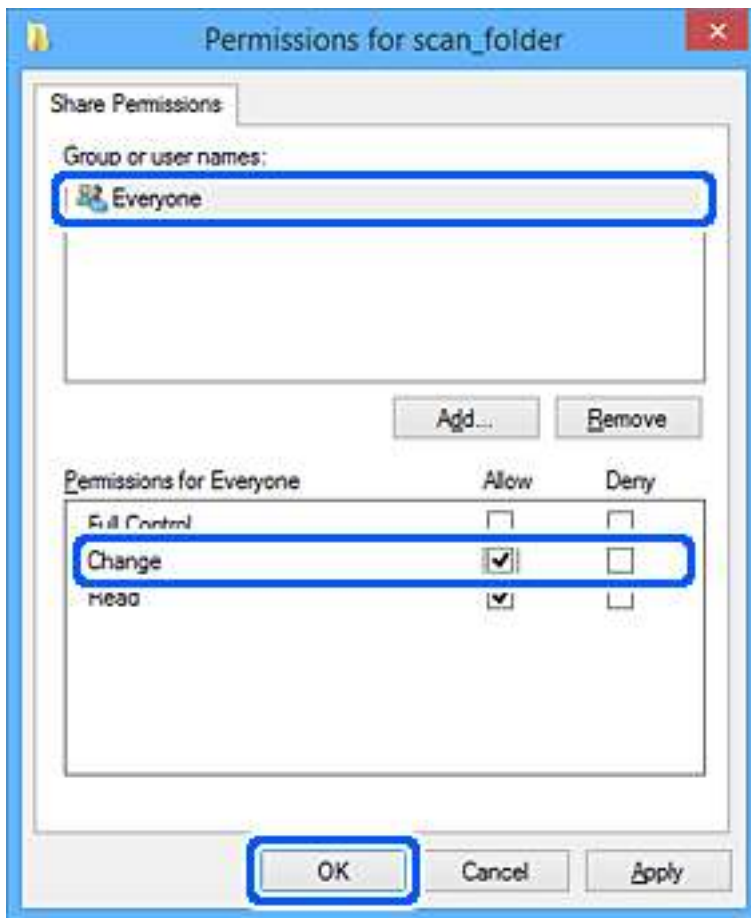 Permissions for scan_folder
Share Permissions
Group or user names:
Everyone
Add... Remove
Permissions for Everyone Allow Deny
Full Control
Change
Read
OK Cancel Apply